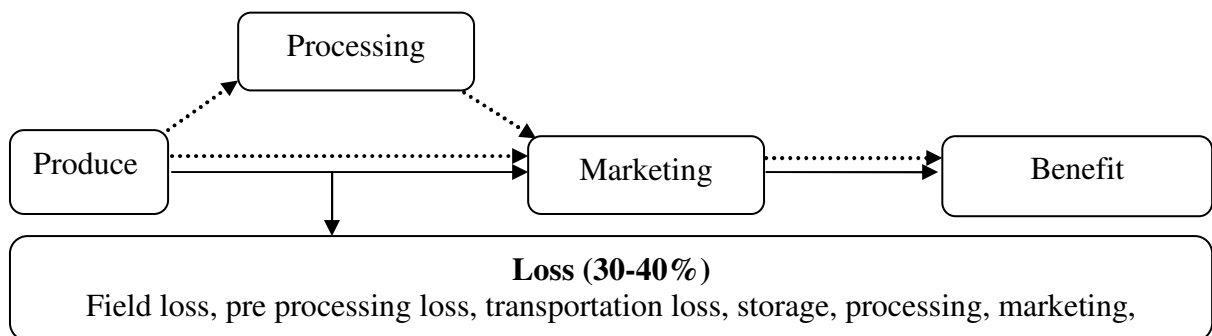 Processing
Produce
Marketing
Benefit
Loss (30-40%)
Field loss, pre processing loss, transportation loss, storage, processing, marketing,